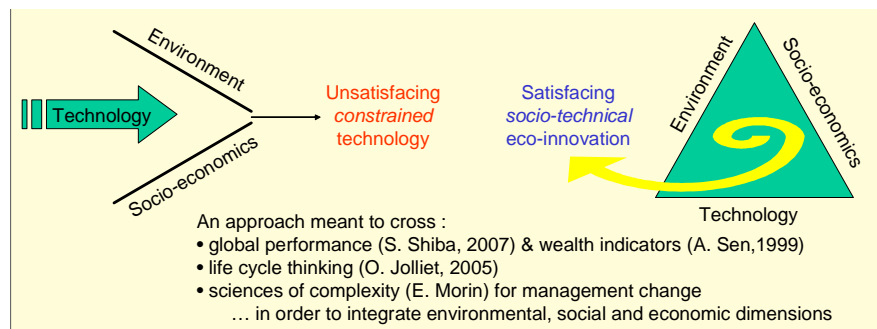 Environment
Technology
Socio-economics
Unsatisfacing
constrained
technology
Satisfacing
socio-technical
eco-innovation
Environment
Socio-economics
Technology
An approach meant to cross :
• global performance (S. Shiba, 2007) & wealth indicators (A. Sen,1999)
• life cycle thinking (O. Jolliet, 2005)
• sciences of complexity (E. Morin) for management change
… in order to integrate environmental, social and economic dimensions